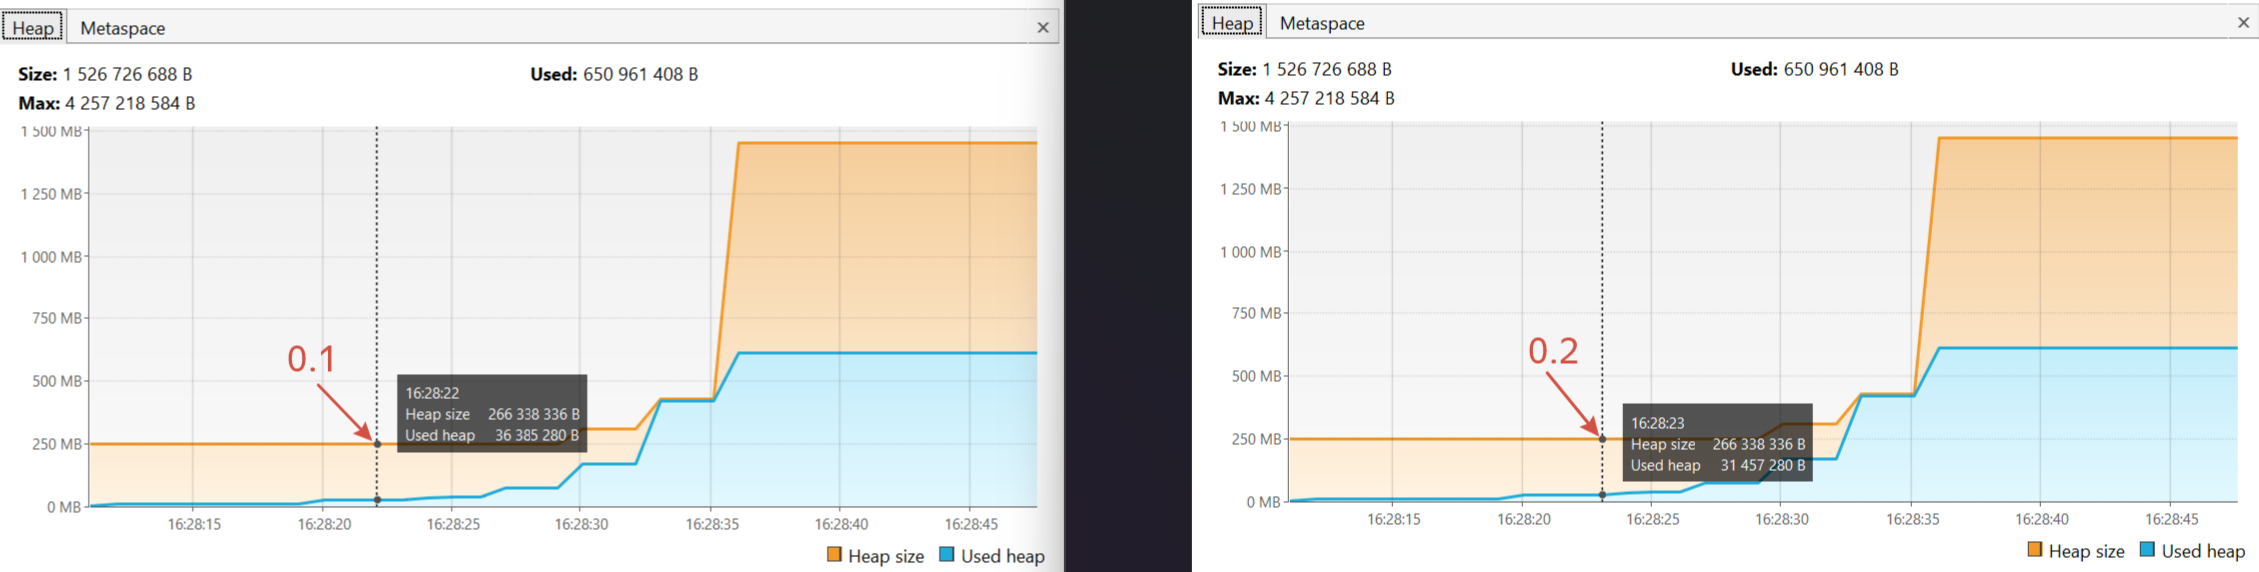 Heap Metaspace ×
Size: 1 526 726 688 B Used: 650 961 408 B
Max: 4 257 218 584 B
1 500 MB
1 250 MB
1 000 MB
750 MB
500 MB
250 MB
0 MB
0.1
16:28:22
Heap size 266 338 336 B
Used heap 36 385 280 B
16:28:15 16:28:20 16:28:25 16:28:30 16:28:35 16:28:40 16:28:45
Heap size Used heap
Heap Metaspace ×
Size: 1 526 726 688 B Used: 650 961 408 B
Max: 4 257 218 584 B
1 500 MB
1 250 MB
1 000 MB
750 MB
500 MB
250 MB
0 MB
0.2
16:28:23
Heap size 266 338 336 B
Used heap 31 457 280 B
16:28:15 16:28:20 16:28:25 16:28:30 16:28:35 16:28:40 16:28:45
Heap size Used heap